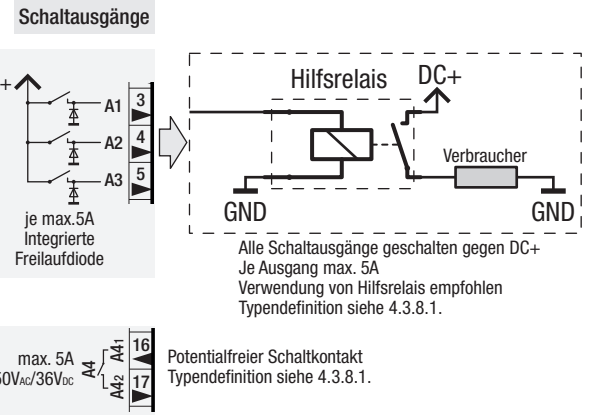 Schaltausgänge
+
Hilfsrelais
DC+
A1 3
A2 4
A3 5
Verbraucher
GND
GND
je max.5A
Integrierte
Freilaufdiode
Alle Schaltausgänge geschalten gegen DC+
Je Ausgang max. 5A
Verwendung von Hilfsrelais empfohlen
Typendefinition siehe 4.3.8.1.
max. 5A
50VAC/36VDC
A4
A41 16
A42 17
Potentialfreier Schaltkontakt
Typendefinition siehe 4.3.8.1.